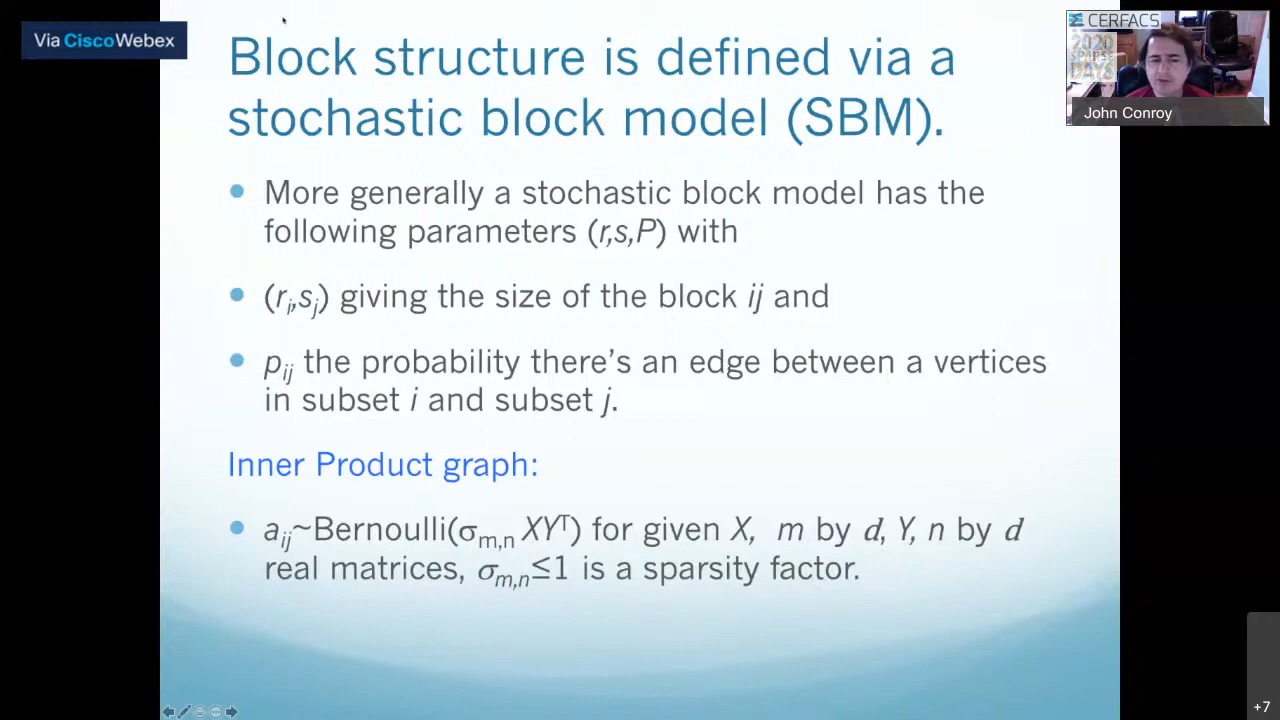 Via CiscoWebex
Block structure is defined via a
stochastic block model (SBM).
CERFACS
2020
SPARSE
DAYS
John Conroy
• More generally a stochastic block model has the
following parameters (r,s,P) with
• (rᵢ,sⱼ) giving the size of the block ij and
• pᵢⱼ the probability there’s an edge between a vertices
in subset i and subset j.
Inner Product graph:
• aᵢⱼ~Bernoulli(σm,n XYᵀ) for given X, m by d, Y, n by d
real matrices, σm,n≤1 is a sparsity factor.
+7